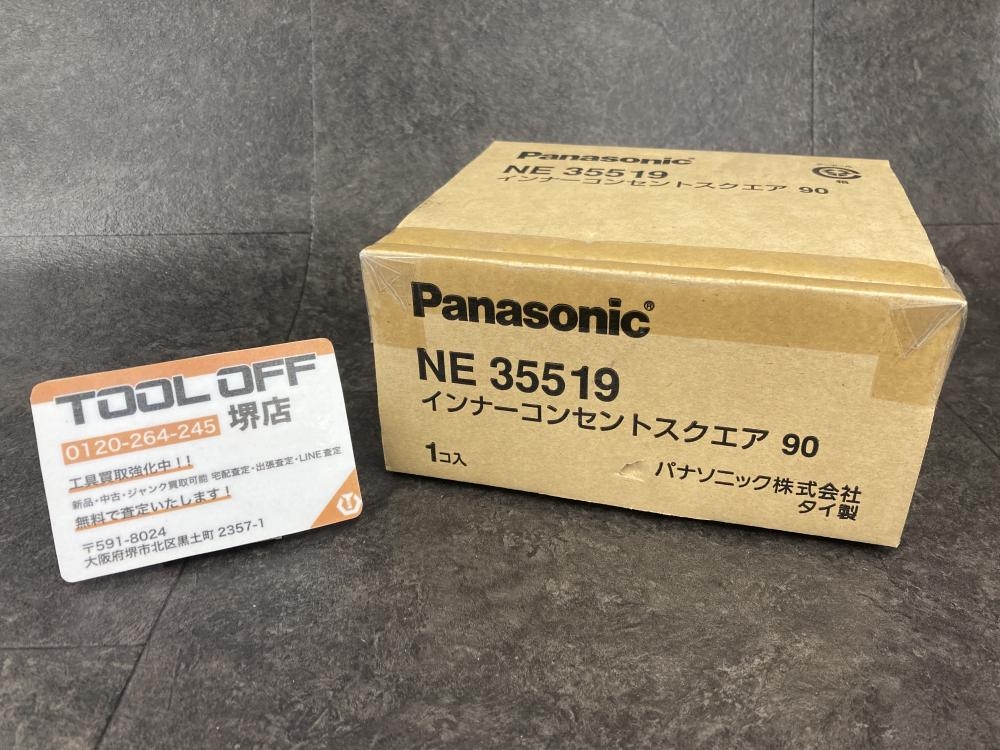 Panasonic
NE 35519
インナーコンセントスクエア 90
Panasonic®
NE 35519
インナーコンセントスクエア 90
1コ入
パナソニック株式会社
タイ製
TOOL OFF
堺店
0120-264-245
工具買取強化中!!
新品・中古・ジャンク買取可能 宅配査定・出張査定・LINE査定
無料で査定いたします!
〒591-8024
大阪府堺市北区黒土町 2357-1